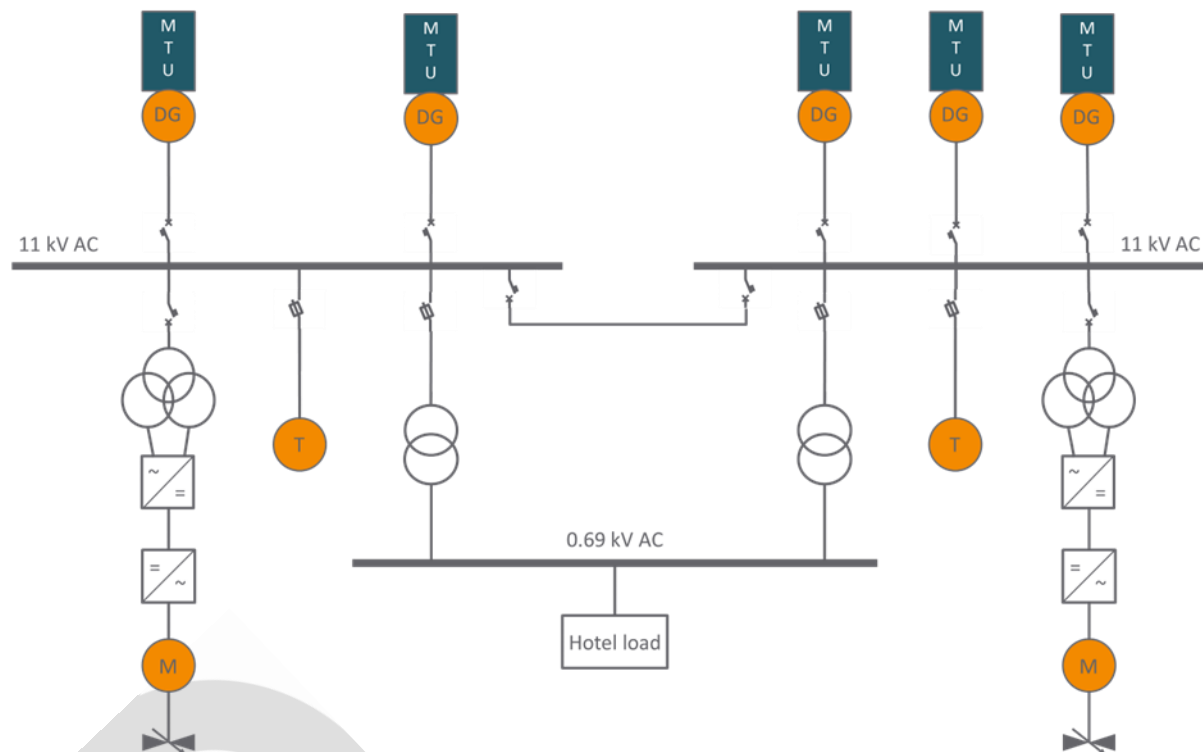 M
T
U
M
T
U
M
T
U
M
T
U
M
T
U
DG
DG
DG
DG
DG
11 kV AC
11 kV AC
T
T
~
=
~
=
0.69 kV AC
=
~
=
~
Hotel load
M
M